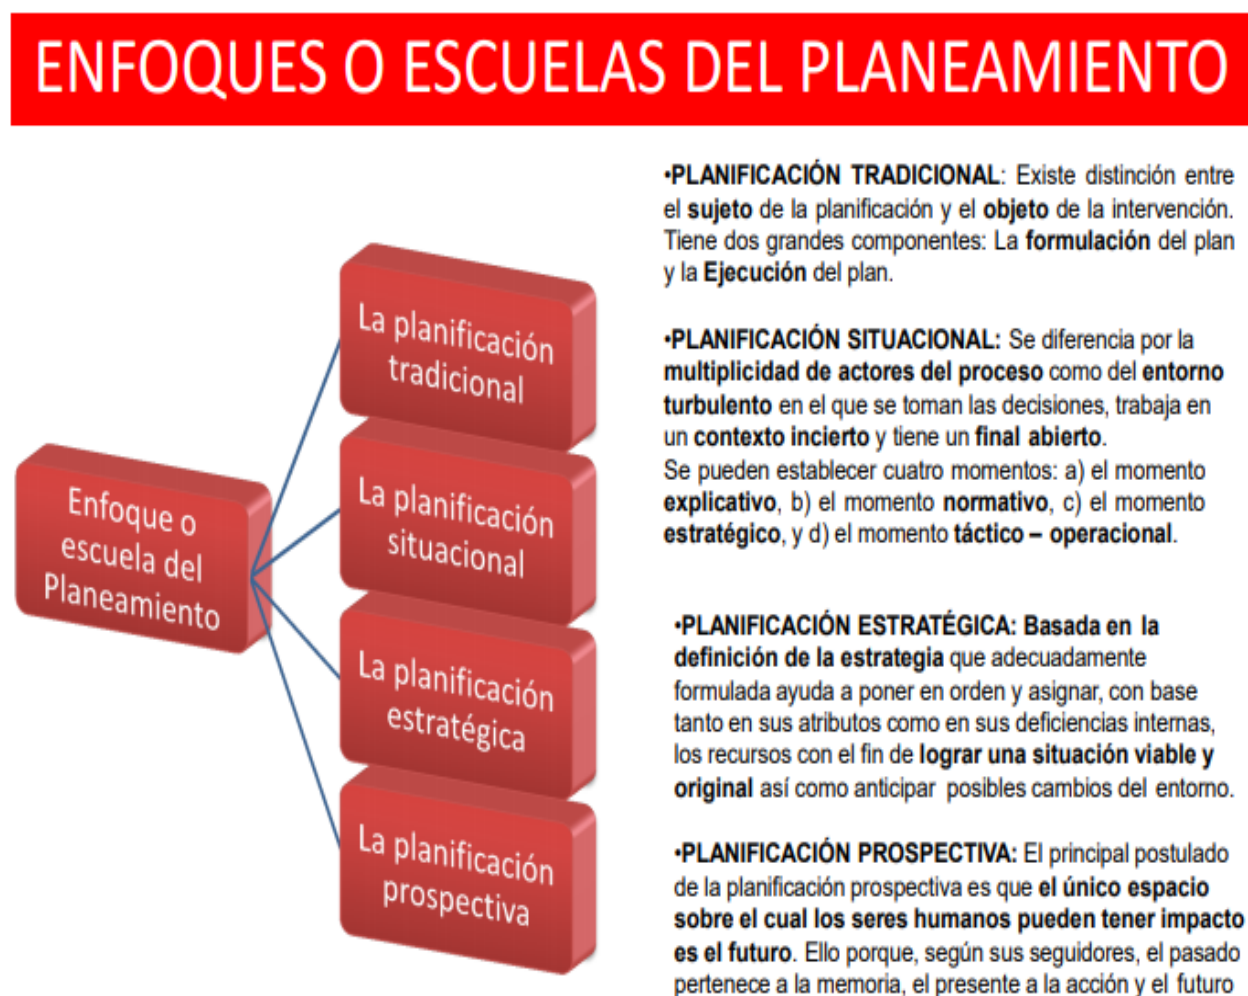 ENFOQUES O ESCUELAS DEL PLANEAMIENTO
Enfoque o
escuela del
Planeamiento
La planificación
tradicional
La planificación
situacional
La planificación
estratégica
La planificación
prospectiva
•PLANIFICACIÓN TRADICIONAL: Existe distinción entre
el sujeto de la planificación y el objeto de la intervención.
Tiene dos grandes componentes: La formulación del plan
y la Ejecución del plan.
•PLANIFICACIÓN SITUACIONAL: Se diferencia por la
multiplicidad de actores del proceso como del entorno
turbulento en el que se toman las decisiones, trabaja en
un contexto incierto y tiene un final abierto.
Se pueden establecer cuatro momentos: a) el momento
explicativo, b) el momento normativo, c) el momento
estratégico, y d) el momento táctico – operacional.
•PLANIFICACIÓN ESTRATÉGICA: Basada en la
definición de la estrategia que adecuadamente
formulada ayuda a poner en orden y asignar, con base
tanto en sus atributos como en sus deficiencias internas,
los recursos con el fin de lograr una situación viable y
original así como anticipar posibles cambios del entorno.
•PLANIFICACIÓN PROSPECTIVA: El principal postulado
de la planificación prospectiva es que el único espacio
sobre el cual los seres humanos pueden tener impacto
es el futuro. Ello porque, según sus seguidores, el pasado
pertenece a la memoria, el presente a la acción y el futuro